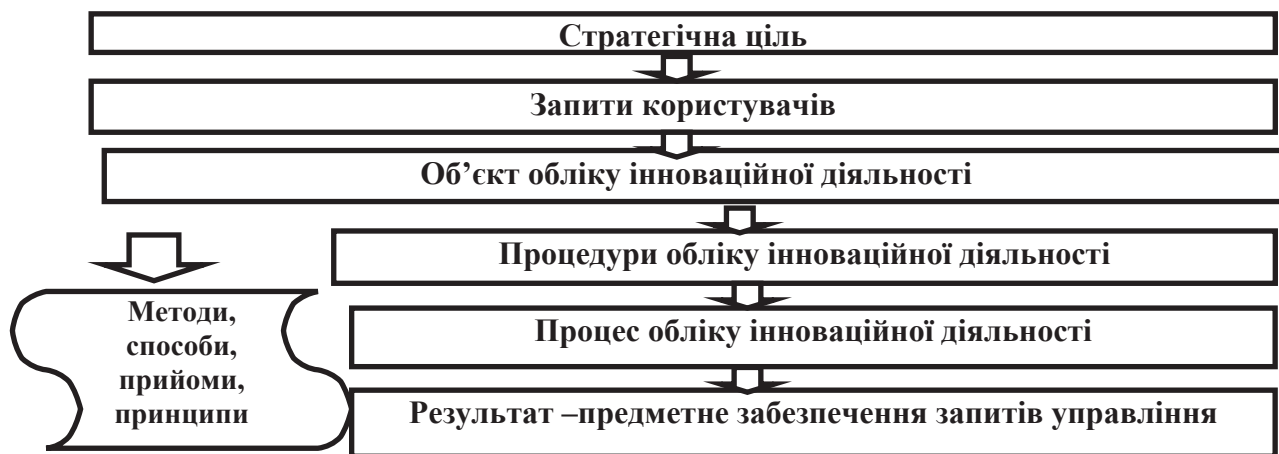 Стратегічна ціль
Запити користувачів
Об’єкт обліку інноваційної діяльності
Процедури обліку інноваційної діяльності
Методи,
способи,
прийоми,
принципи
Процес обліку інноваційної діяльності
Результат –предметне забезпечення запитів управління